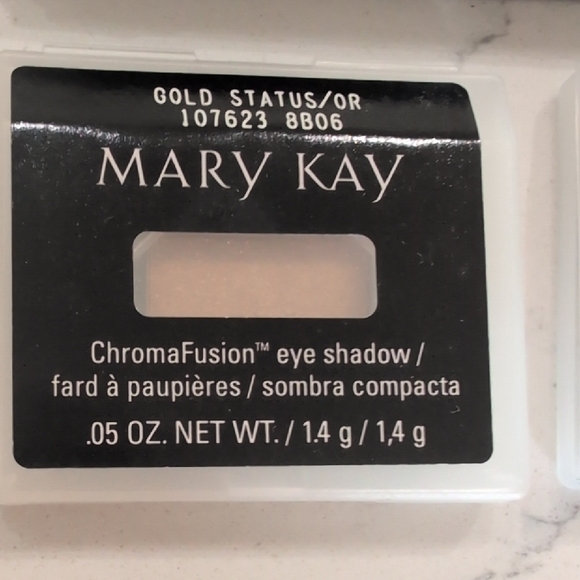 GOLD STATUS/OR
107623 8B06
MARY KAY
ChromaFusion™ eye shadow /
fard à paupières / sombra compacta
.05 OZ. NET WT. / 1.4 g / 1,4 g